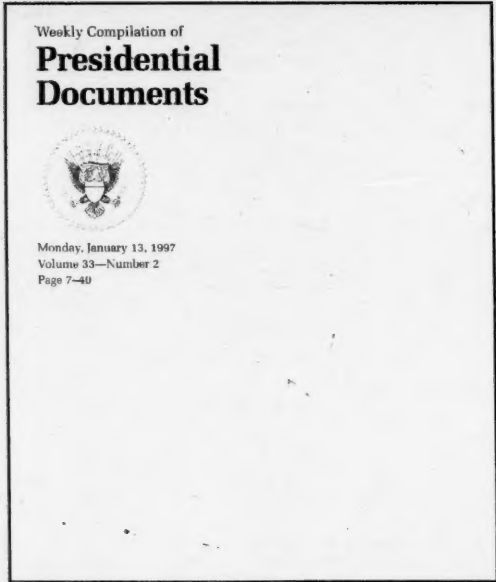 Weekly Compilation of
Presidential
Documents
Monday, January 13, 1997
Volume 33—Number 2
Page 7–40